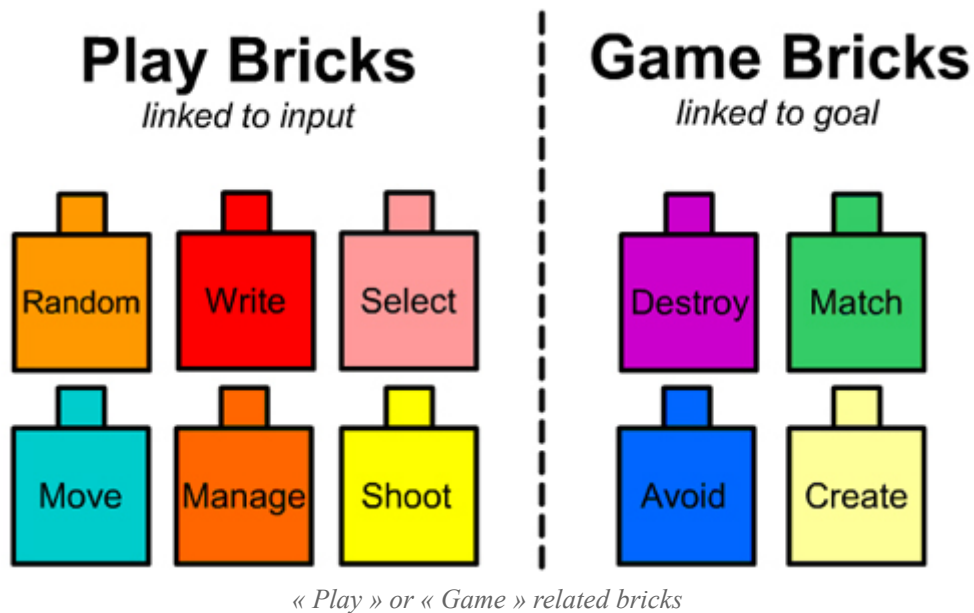 Play Bricks
linked to input
Random
Write
Select
Move
Manage
Shoot
Game Bricks
linked to goal
Destroy
Match
Avoid
Create
« Play » or « Game » related bricks